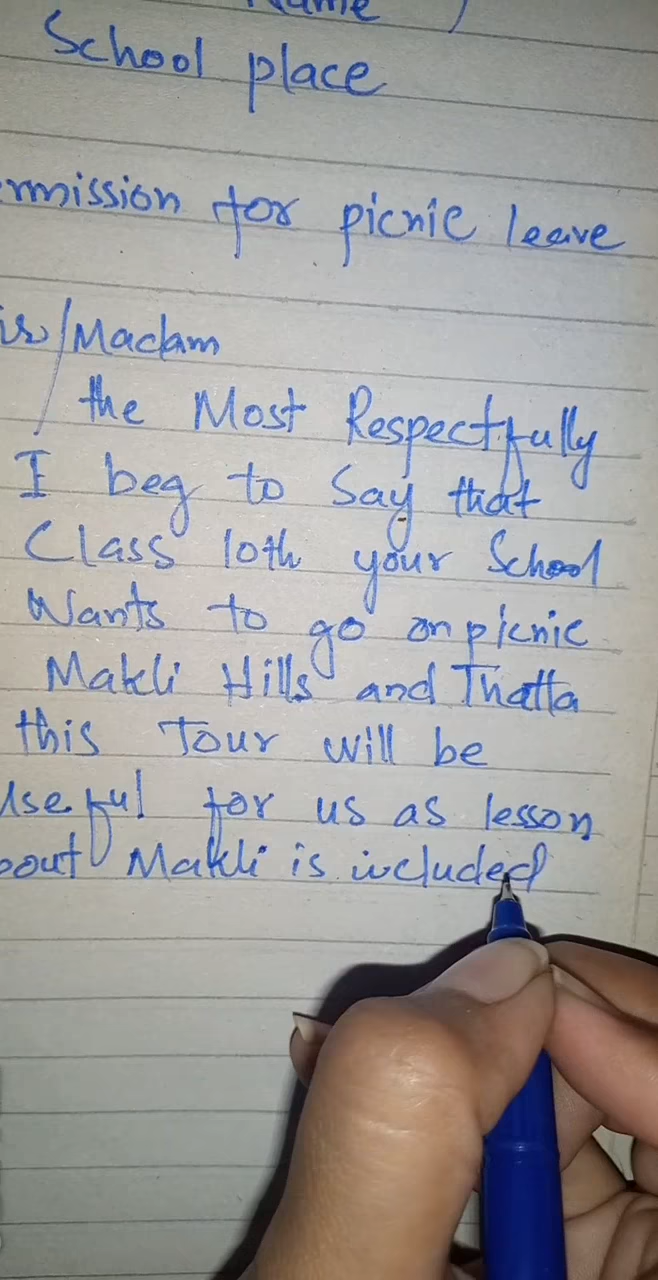 Name /
School place
rmission for picnic leave
ir/Madam
the Most Respectfully
I beg to Say that
Class 10th your School
Wants to go on picnic
Makli Hills and Thatta
this Tour will be
Useful for us as lesson
bout Makli is included